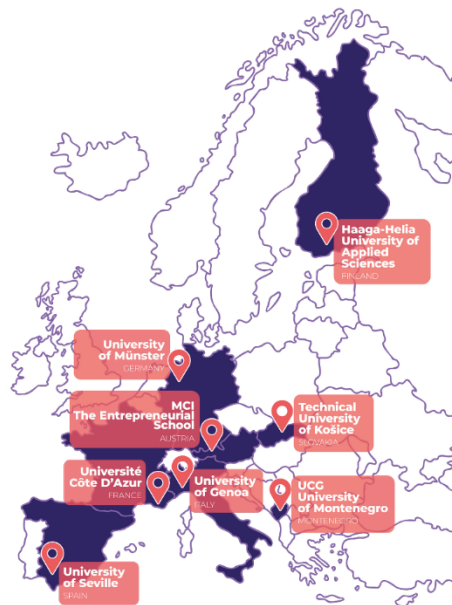 Haaga-Helia
University of
Applied
Sciences
FINLAND
University
of Münster
GERMANY
MCI
The Entrepreneurial
School
AUSTRIA
Technical
University
of Košice
SLOVAKIA
Université
Côte D'Azur
FRANCE
University
of Genoa
ITALY
UCG
University
of Montenegro
MONTENEGRO
University
of Seville
SPAIN